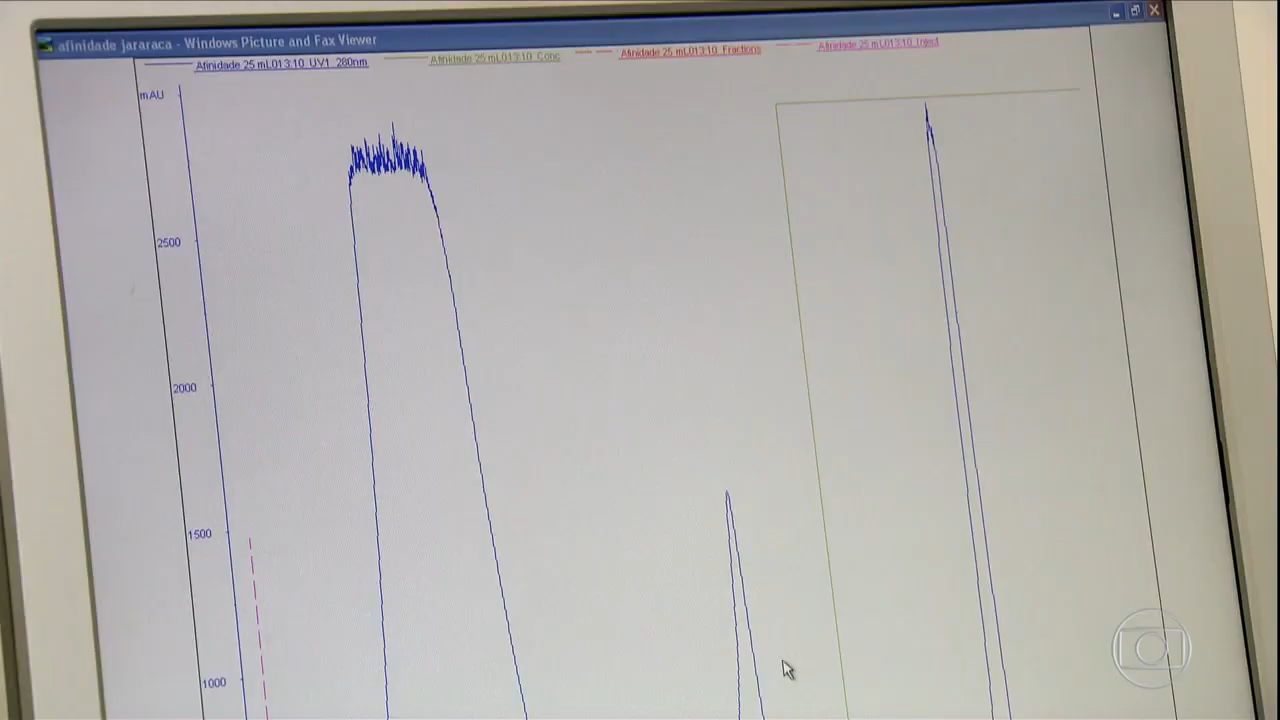 afinidade jararaca - Windows Picture and Fax Viewer
Afinidade 25 mL013:10_UV1_280nm Afinidade 25 mL013:10_Conc Afinidade 25 mL013:10_Fractions Afinidade 25 mL013:10_Inject
mAU
2500
2000
1500
1000